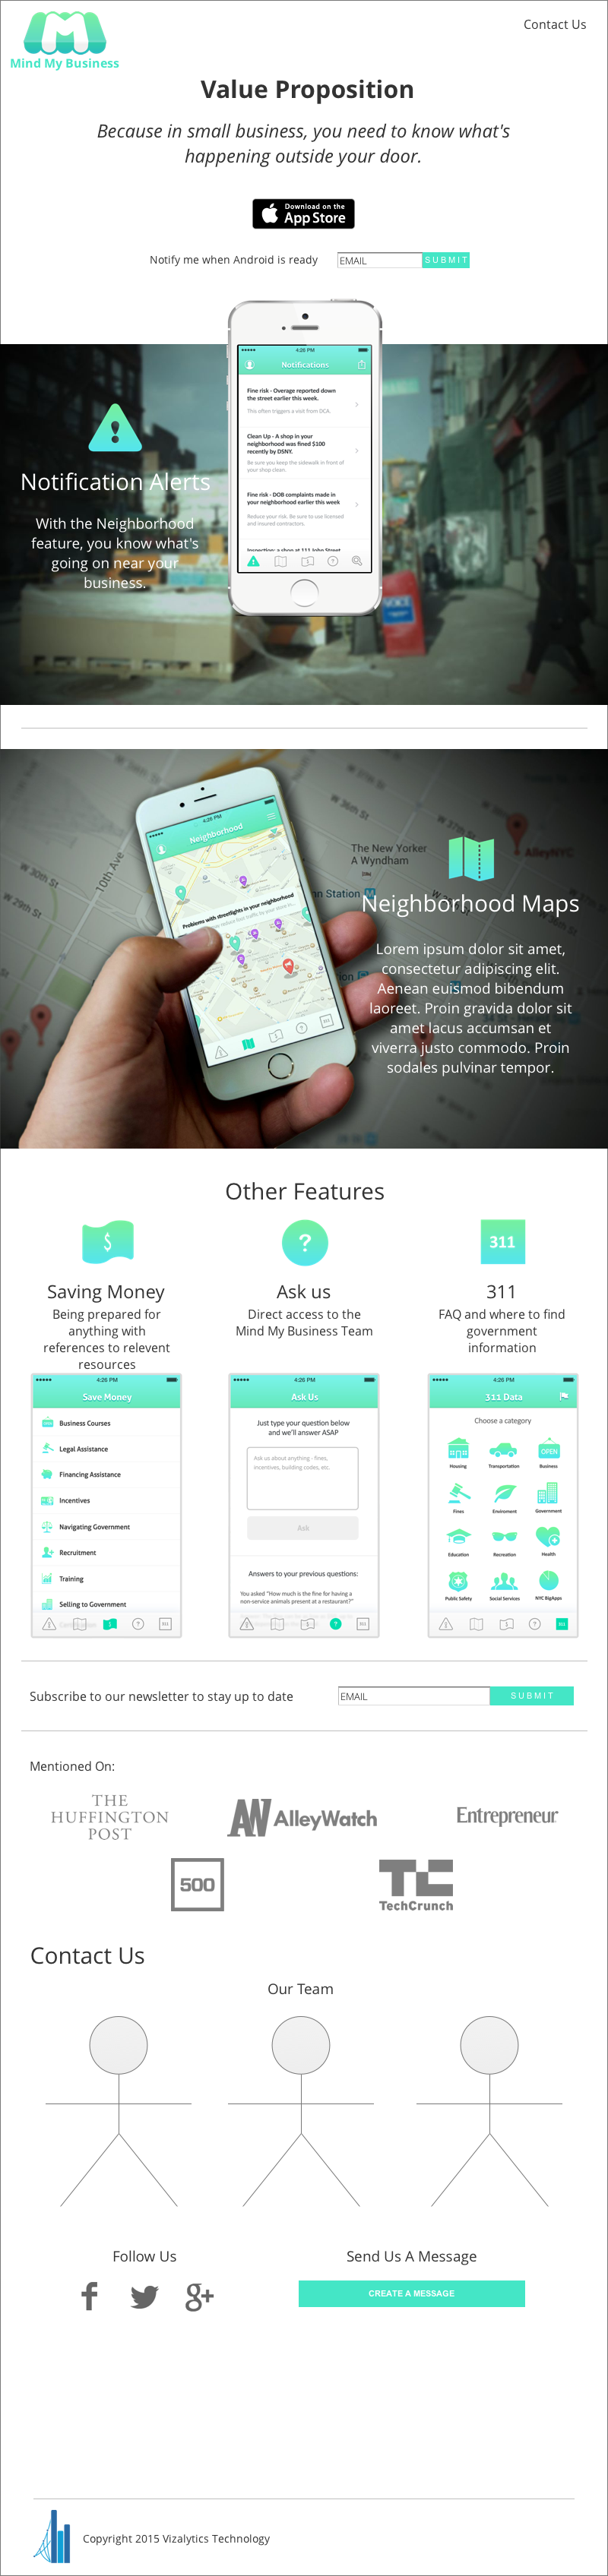 Mind My Business
Contact Us
Value Proposition
Because in small business, you need to know what's
happening outside your door.
Download on the
App Store
Notify me when Android is ready
EMAIL
SUBMIT
4:26 PM
Notifications
Fine risk - Overage reported down
the street earlier this week.
This often triggers a visit from DCA.
Clean Up - A shop in your
neighborhood was fined $100
recently by DSNY.
Be sure you keep the sidewalk in front of
your shop clean.
Fine risk - DOB complaints made in
your neighborhood earlier this week
Reduce your risk. Be sure to use licensed
and insured contractors.
Inspection: a shop at 111 John Street
Notification Alerts
With the Neighborhood
feature, you know what's
going on near your
business.
4:26 PM
Neighborhood
Problems with streetlights in your neighborhood
10th Ave
W 30th St
W 29th St
W 36th St
W 37th St
The New Yorker
A Wyndham
AlleyNYC
Neighborhood Maps
Lorem ipsum dolor sit amet,
consectetur adipiscing elit.
Aenean euismod bibendum
laoreet. Proin gravida dolor sit
amet lacus accumsan et
viverra justo commodo. Proin
sodales pulvinar tempor.
Other Features
$
?
311
Saving Money
Being prepared for
anything with
references to relevent
resources
Ask us
Direct access to the
Mind My Business Team
311
FAQ and where to find
government
information
4:26 PM
Save Money
Business Courses
Legal Assistance
Financing Assistance
Incentives
Navigating Government
Recruitment
Training
Selling to Government
4:26 PM
Ask Us
Just type your question below
and we'll answer ASAP
Ask us about anything - fines,
incentives, building codes, etc.
Ask
Answers to your previous questions:
You asked "How much is the fine for having a
non-service animals present at a restaurant?"
4:26 PM
311 Data
Choose a category
OPEN
Housing
Transportation
Business
Fines
Enviroment
Government
Education
Recreation
Health
Public Safety
Social Services
NYC BigApps
Subscribe to our newsletter to stay up to date
EMAIL
SUBMIT
Mentioned On:
THE
HUFFINGTON
POST
AW AlleyWatch
Entrepreneur
500
TC
TechCrunch
Contact Us
Our Team
Follow Us
Send Us A Message
CREATE A MESSAGE
Copyright 2015 Vizalytics Technology